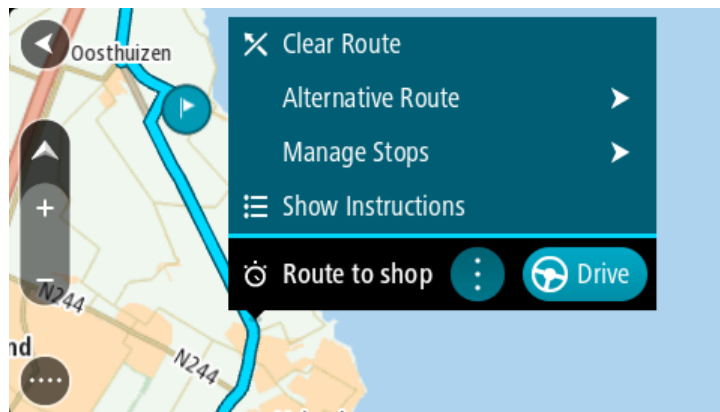 Oosthuizen
Clear Route
Alternative Route
Manage Stops
Show Instructions
Route to shop
Drive
N244
nd
N244